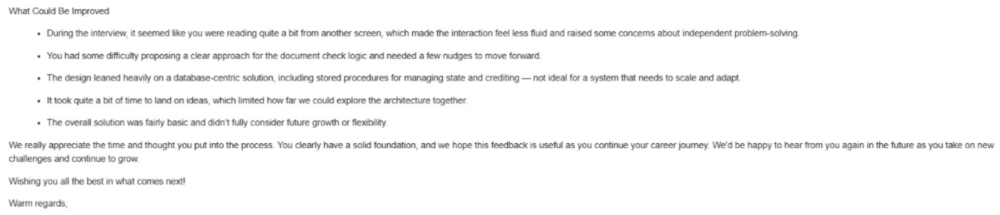 What Could Be Improved
• During the interview, it seemed like you were reading quite a bit from another screen, which made the interaction feel less fluid and raised some concerns about independent problem-solving.
• You had some difficulty proposing a clear approach for the document check logic and needed a few nudges to move forward.
• The design leaned heavily on a database-centric solution, including stored procedures for managing state and crediting — not ideal for a system that needs to scale and adapt.
• It took quite a bit of time to land on ideas, which limited how far we could explore the architecture together.
• The overall solution was fairly basic and didn't fully consider future growth or flexibility.
We really appreciate the time and thought you put into the process. You clearly have a solid foundation, and we hope this feedback is useful as you continue your career journey. We'd be happy to hear from you again in the future as you take on new
challenges and continue to grow.
Wishing you all the best in what comes next!
Warm regards,